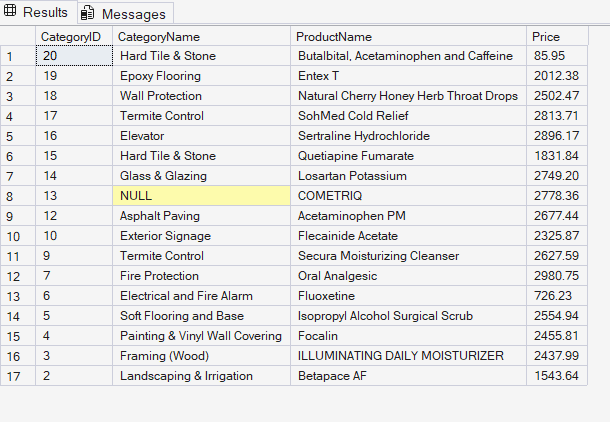 Results Messages
CategoryID CategoryName ProductName Price
1 20 Hard Tile & Stone Butalbital, Acetaminophen and Caffeine 85.95
2 19 Epoxy Flooring Entex T 2012.38
3 18 Wall Protection Natural Cherry Honey Herb Throat Drops 2502.47
4 17 Termite Control SohMed Cold Relief 2813.71
5 16 Elevator Sertraline Hydrochloride 2896.17
6 15 Hard Tile & Stone Quetiapine Fumarate 1831.84
7 14 Glass & Glazing Losartan Potassium 2749.20
8 13 NULL COMETRIQ 2778.36
9 12 Asphalt Paving Acetaminophen PM 2677.44
10 10 Exterior Signage Flecainide Acetate 2325.87
11 9 Termite Control Secura Moisturizing Cleanser 2627.59
12 7 Fire Protection Oral Analgesic 2980.75
13 6 Electrical and Fire Alarm Fluoxetine 726.23
14 5 Soft Flooring and Base Isopropyl Alcohol Surgical Scrub 2554.94
15 4 Painting & Vinyl Wall Covering Focalin 2455.81
16 3 Framing (Wood) ILLUMINATING DAILY MOISTURIZER 2437.99
17 2 Landscaping & Irrigation Betapace AF 1543.64